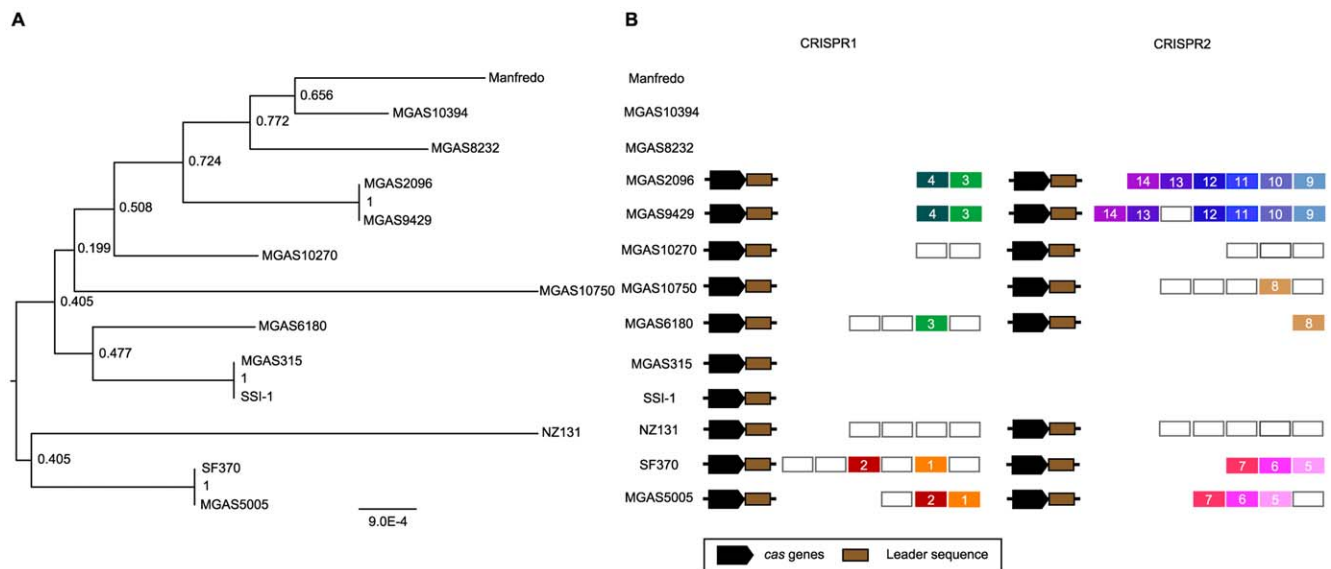 A
B
CRISPR1
CRISPR2
Manfredo
0.656
MGAS10394
0.772
MGAS8232
0.724
MGAS2096
1
MGAS9429
0.508
0.199
MGAS10270
MGAS10750
0.405
MGAS6180
0.477
MGAS315
1
SSI-1
NZ131
0.405
SF370
1
MGAS5005
9.0E-4
Manfredo
MGAS10394
MGAS8232
MGAS2096 4 3 14 13 12 11 10 9
MGAS9429 4 3 14 13 12 11 10 9
MGAS10270
MGAS10750 8
MGAS6180 3 8
MGAS315
SSI-1
NZ131
SF370 2 1 7 6 5
MGAS5005 2 1 7 6 5
cas genes Leader sequence